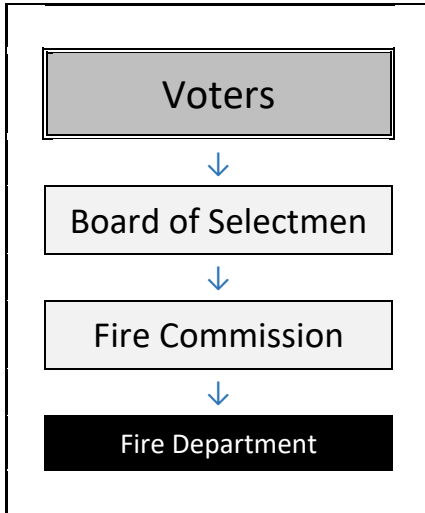 Voters
Board of Selectmen
Fire Commission
Fire Department